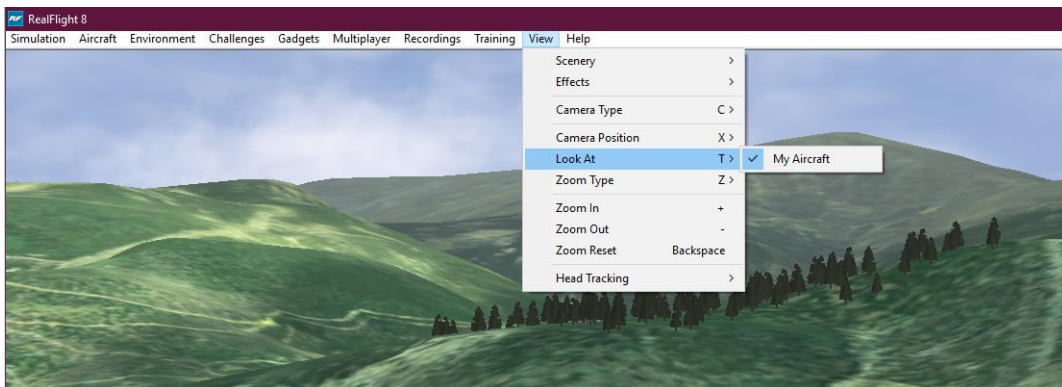 RealFlight 8
Simulation Aircraft Environment Challenges Gadgets Multiplayer Recordings Training View Help
Scenery >
Effects >
Camera Type C >
Camera Position X >
Look At T > ✓ My Aircraft
Zoom Type Z >
Zoom In +
Zoom Out -
Zoom Reset Backspace
Head Tracking >